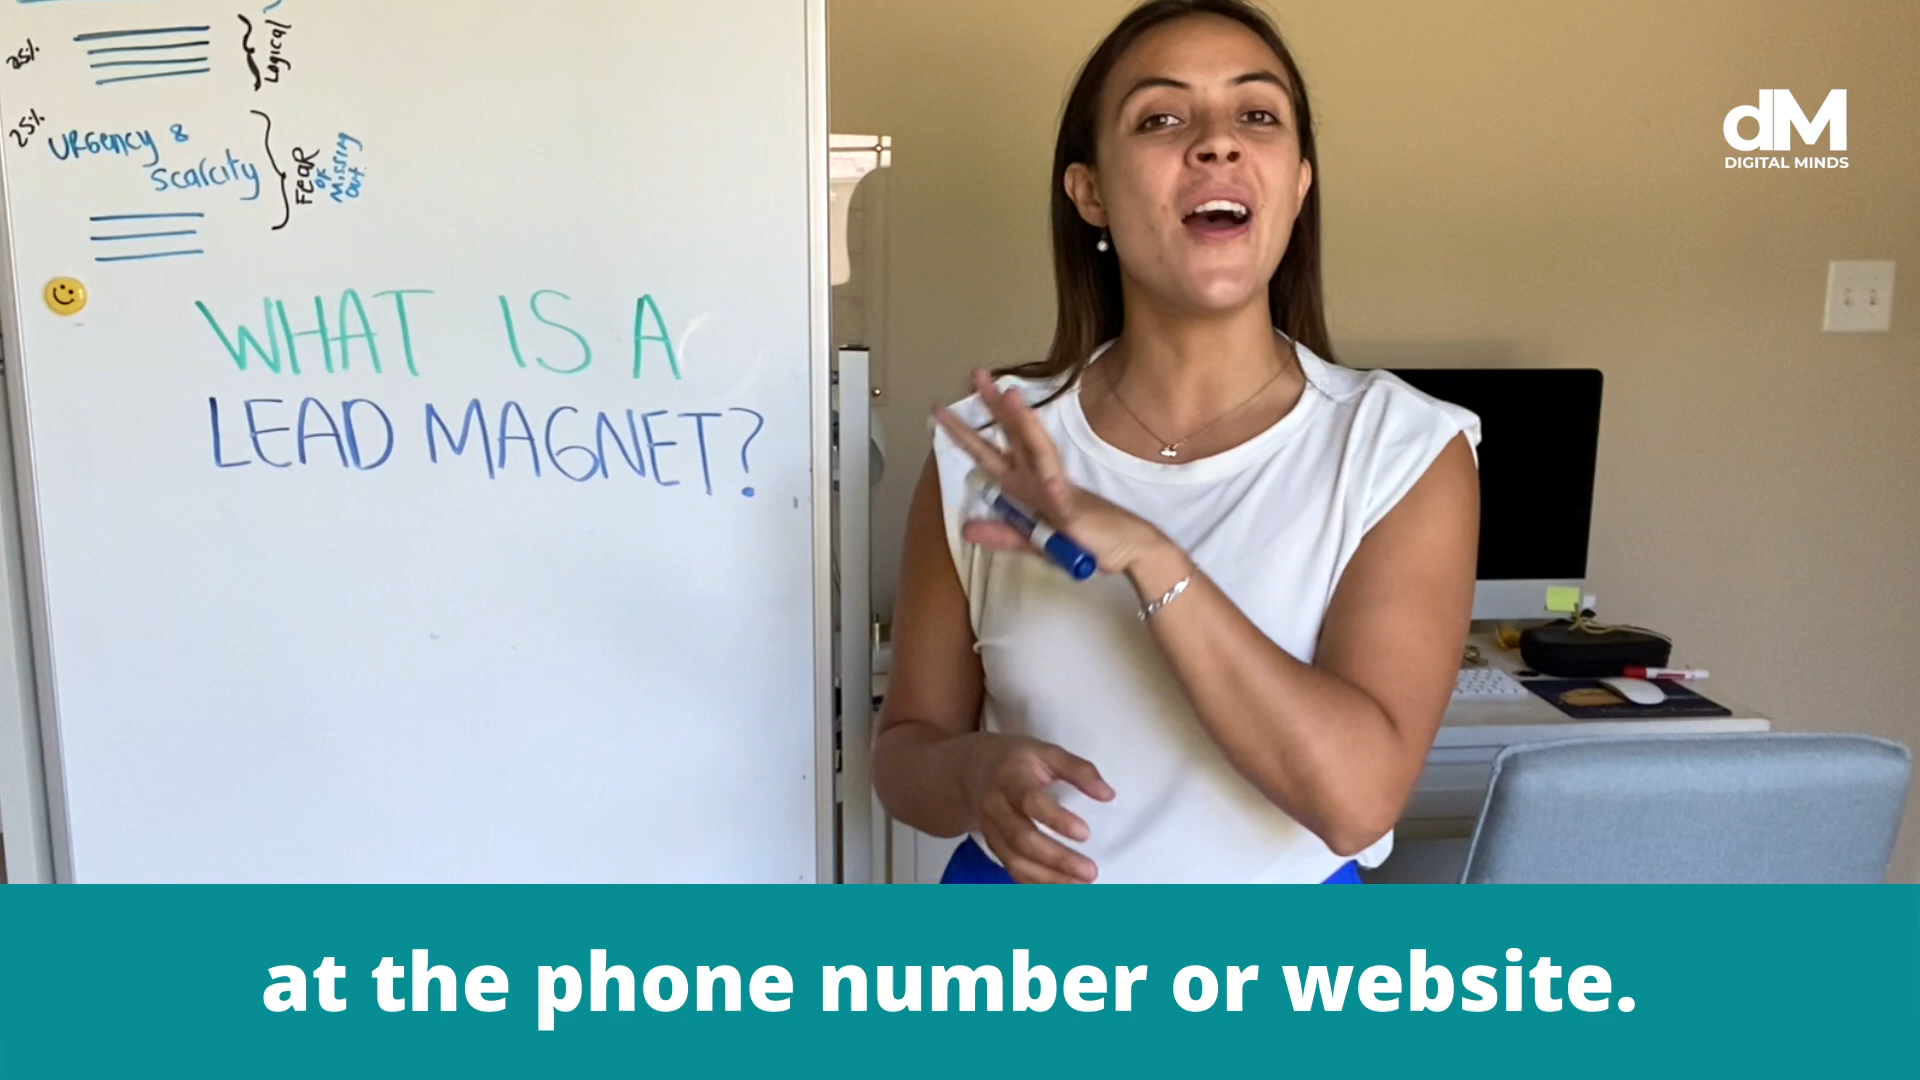 25%
Logical
25%
URGency &
scarcity
FEAR
OF
Missing
Out.
WHAT IS A
LEAD MAGNET?
dM
DIGITAL MINDS
at the phone number or website.